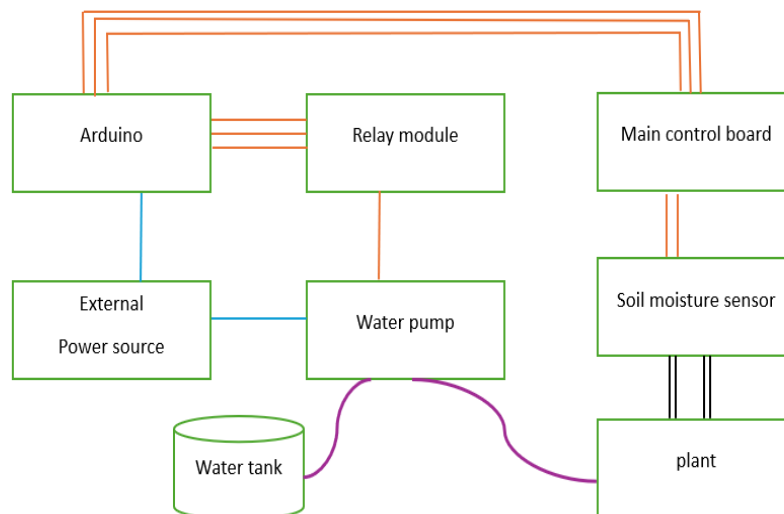 Arduino
Relay module
Main control board
External
Power source
Water pump
Soil moisture sensor
Water tank
plant